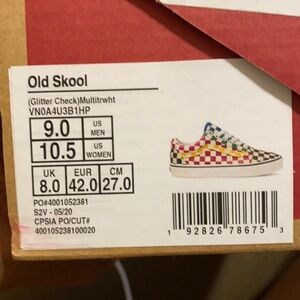 Old Skool
(Glitter Check)Multitrwht
VN0A4U3B1HP
9.0 US MEN
10.5 US WOMEN
UK EUR CM
8.0 42.0 27.0
PO#4001052381
S2V - 05/20
CPSIA PO/CUT#
400105238100020
1 92826 78675 3